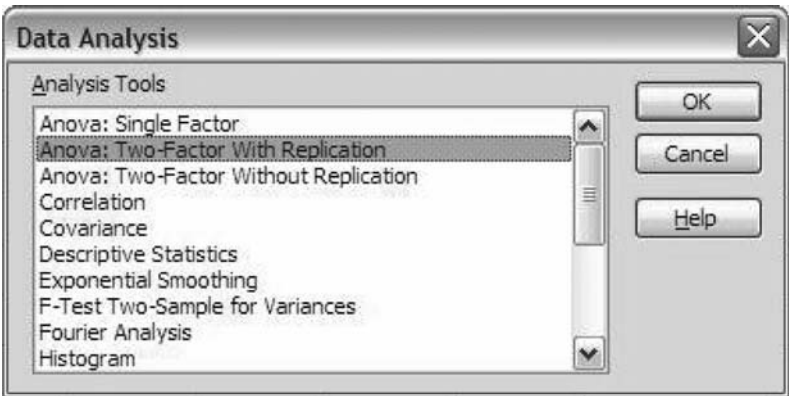 Data Analysis
Analysis Tools
Anova: Single Factor
Anova: Two-Factor With Replication
Anova: Two-Factor Without Replication
Correlation
Covariance
Descriptive Statistics
Exponential Smoothing
F-Test Two-Sample for Variances
Fourier Analysis
Histogram
OK
Cancel
Help